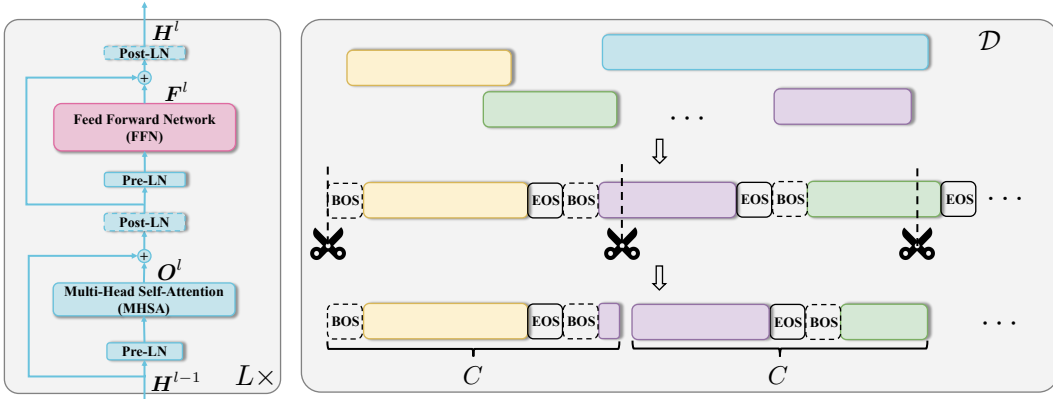 H^l
Post-LN
+
F^l
Feed Forward Network
(FFN)
Pre-LN
Post-LN
+
O^l
Multi-Head Self-Attention
(MHSA)
Pre-LN
H^{l−1}
L×
𝒟
· · ·
BOS
EOS
BOS
EOS
BOS
EOS
· · ·
BOS
EOS
BOS
EOS
BOS
· · ·
C
C